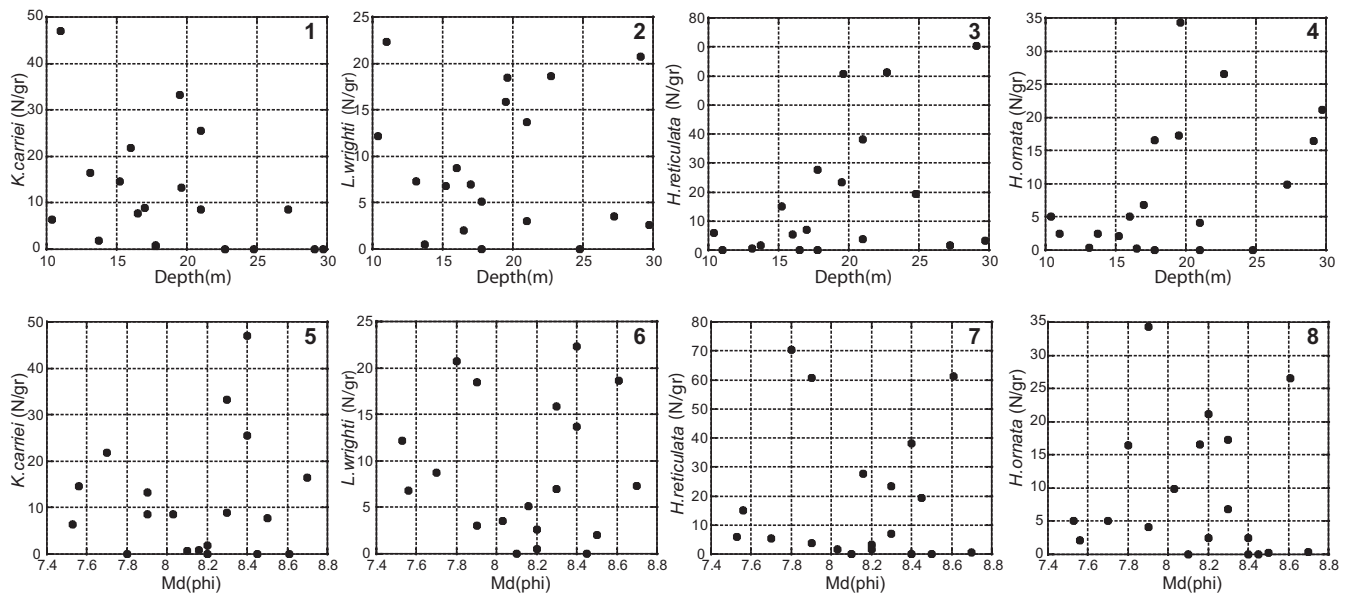 50
40
30
20
10
0
K.carriei (N/gr)
1
10 15 20 25 30
Depth(m)
25
20
15
10
5
0
L.wrighti (N/gr)
2
10 15 20 25 30
Depth(m)
80
0
0
0
40
30
20
10
0
H.reticulata (N/gr)
3
10 15 20 25 30
Depth(m)
35
30
25
20
15
10
5
0
H.ornata (N/gr)
4
10 15 20 25 30
Depth(m)
50
40
30
20
10
0
K.carriei (N/gr)
5
7.4 7.6 7.8 8 8.2 8.4 8.6 8.8
Md(phi)
25
20
15
10
5
0
L.wrighti (N/gr)
6
7.4 7.6 7.8 8 8.2 8.4 8.6 8.8
Md(phi)
80
70
60
50
40
30
20
10
0
H.reticulata (N/gr)
7
7.4 7.6 7.8 8 8.2 8.4 8.6 8.8
Md(phi)
35
30
25
20
15
10
5
0
H.ornata (N/gr)
8
7.4 7.6 7.8 8 8.2 8.4 8.6 8.8
Md(phi)